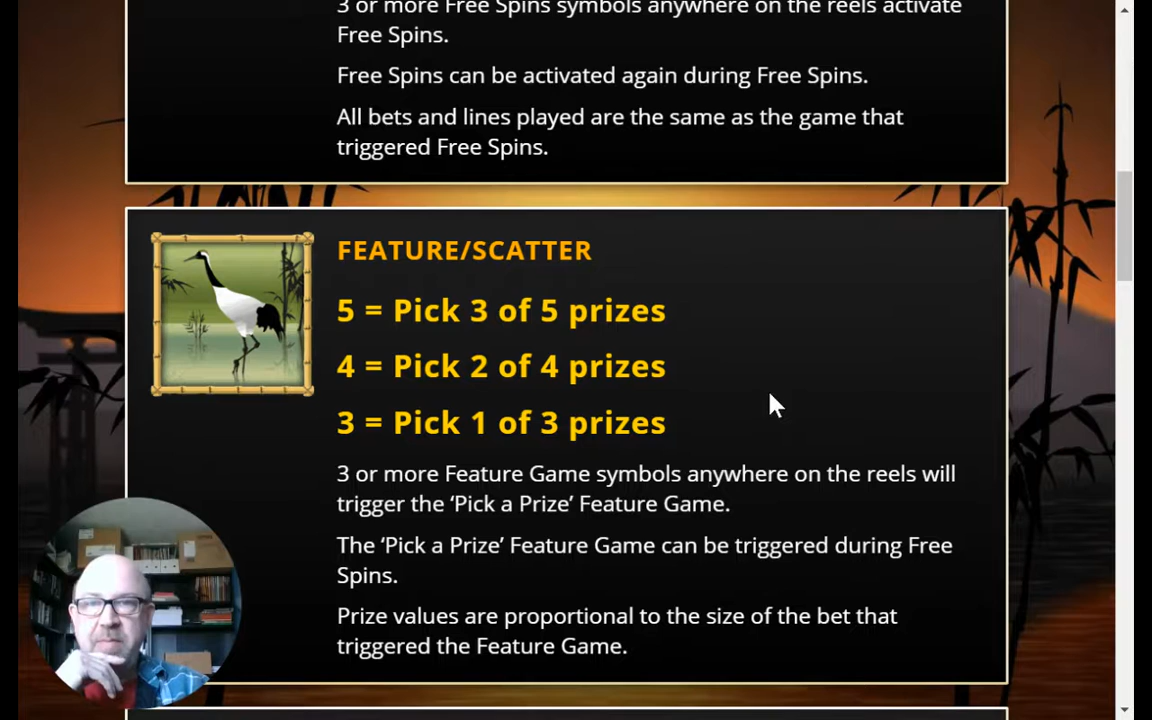 3 or more Free Spins symbols anywhere on the reels activate
Free Spins.
Free Spins can be activated again during Free Spins.
All bets and lines played are the same as the game that
triggered Free Spins.
FEATURE/SCATTER
5 = Pick 3 of 5 prizes
4 = Pick 2 of 4 prizes
3 = Pick 1 of 3 prizes
3 or more Feature Game symbols anywhere on the reels will
trigger the ‘Pick a Prize’ Feature Game.
The ‘Pick a Prize’ Feature Game can be triggered during Free
Spins.
Prize values are proportional to the size of the bet that
triggered the Feature Game.